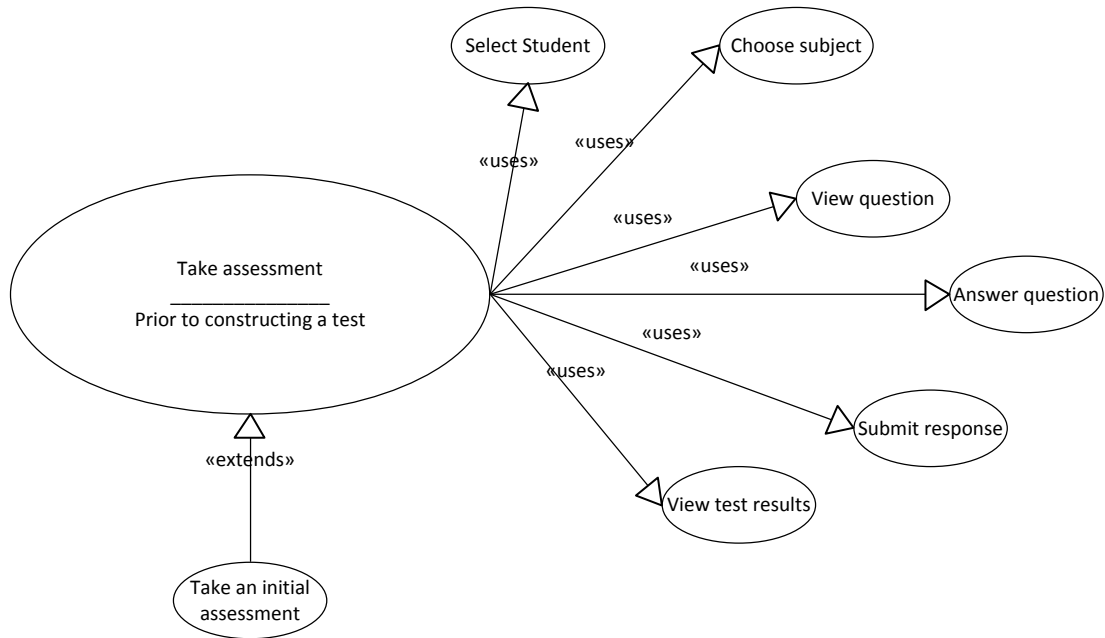 Select Student
Choose subject
«uses»
«uses»
View question
«uses»
Take assessment
_______________
Prior to constructing a test
«uses»
Answer question
«uses»
«uses»
Submit response
«extends»
View test results
Take an initial
assessment